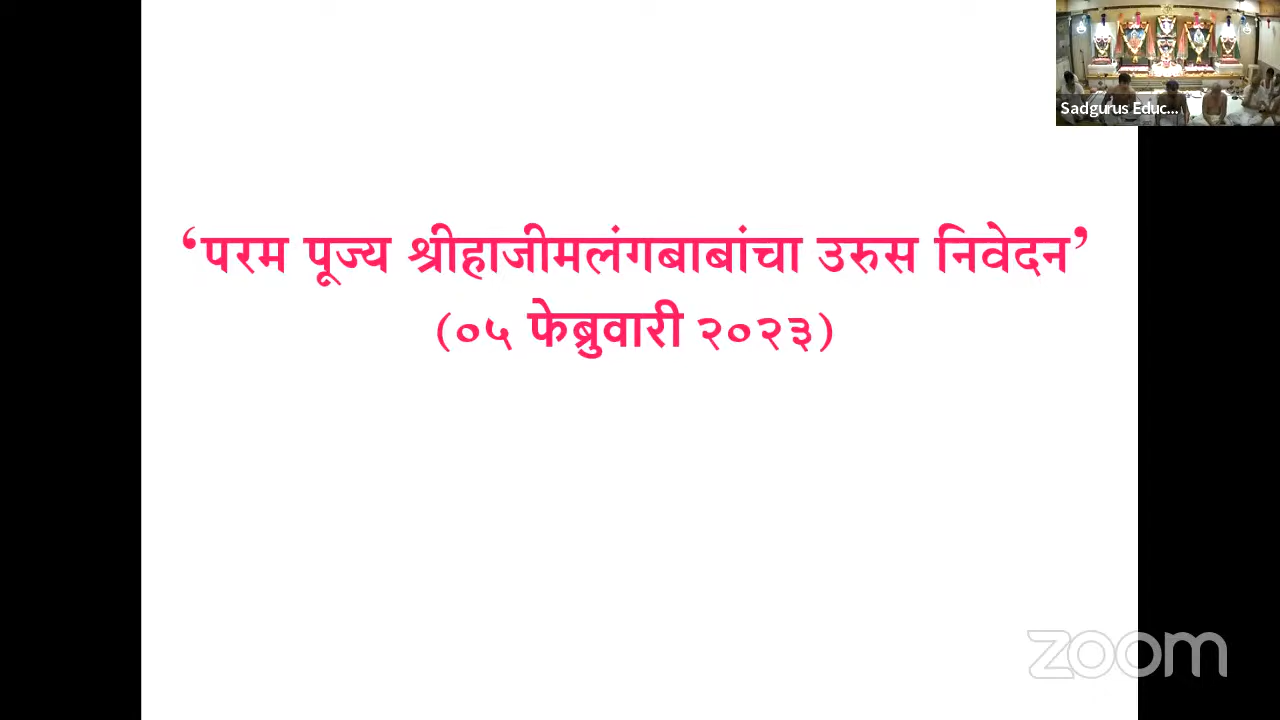 Sadgurus Educ...
‘परम पूज्य श्रीहाजीमलंगबाबांचा उरुस निवेदन’
(०५ फेब्रुवारी २०२३)
zoom